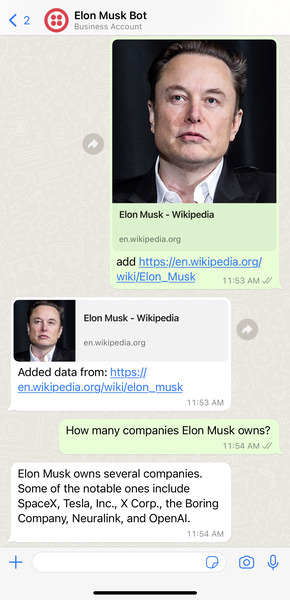 2
Elon Musk Bot
Business Account
Elon Musk - Wikipedia
en.wikipedia.org
add https://en.wikipedia.org/
wiki/Elon_Musk
11:53 AM
Elon Musk - Wikipedia
en.wikipedia.org
Added data from: https://
en.wikipedia.org/wiki/elon_musk
11:53 AM
How many companies Elon Musk owns?
11:54 AM
Elon Musk owns several companies.
Some of the notable ones include
SpaceX, Tesla, Inc., X Corp., the Boring
Company, Neuralink, and OpenAI.
11:54 AM